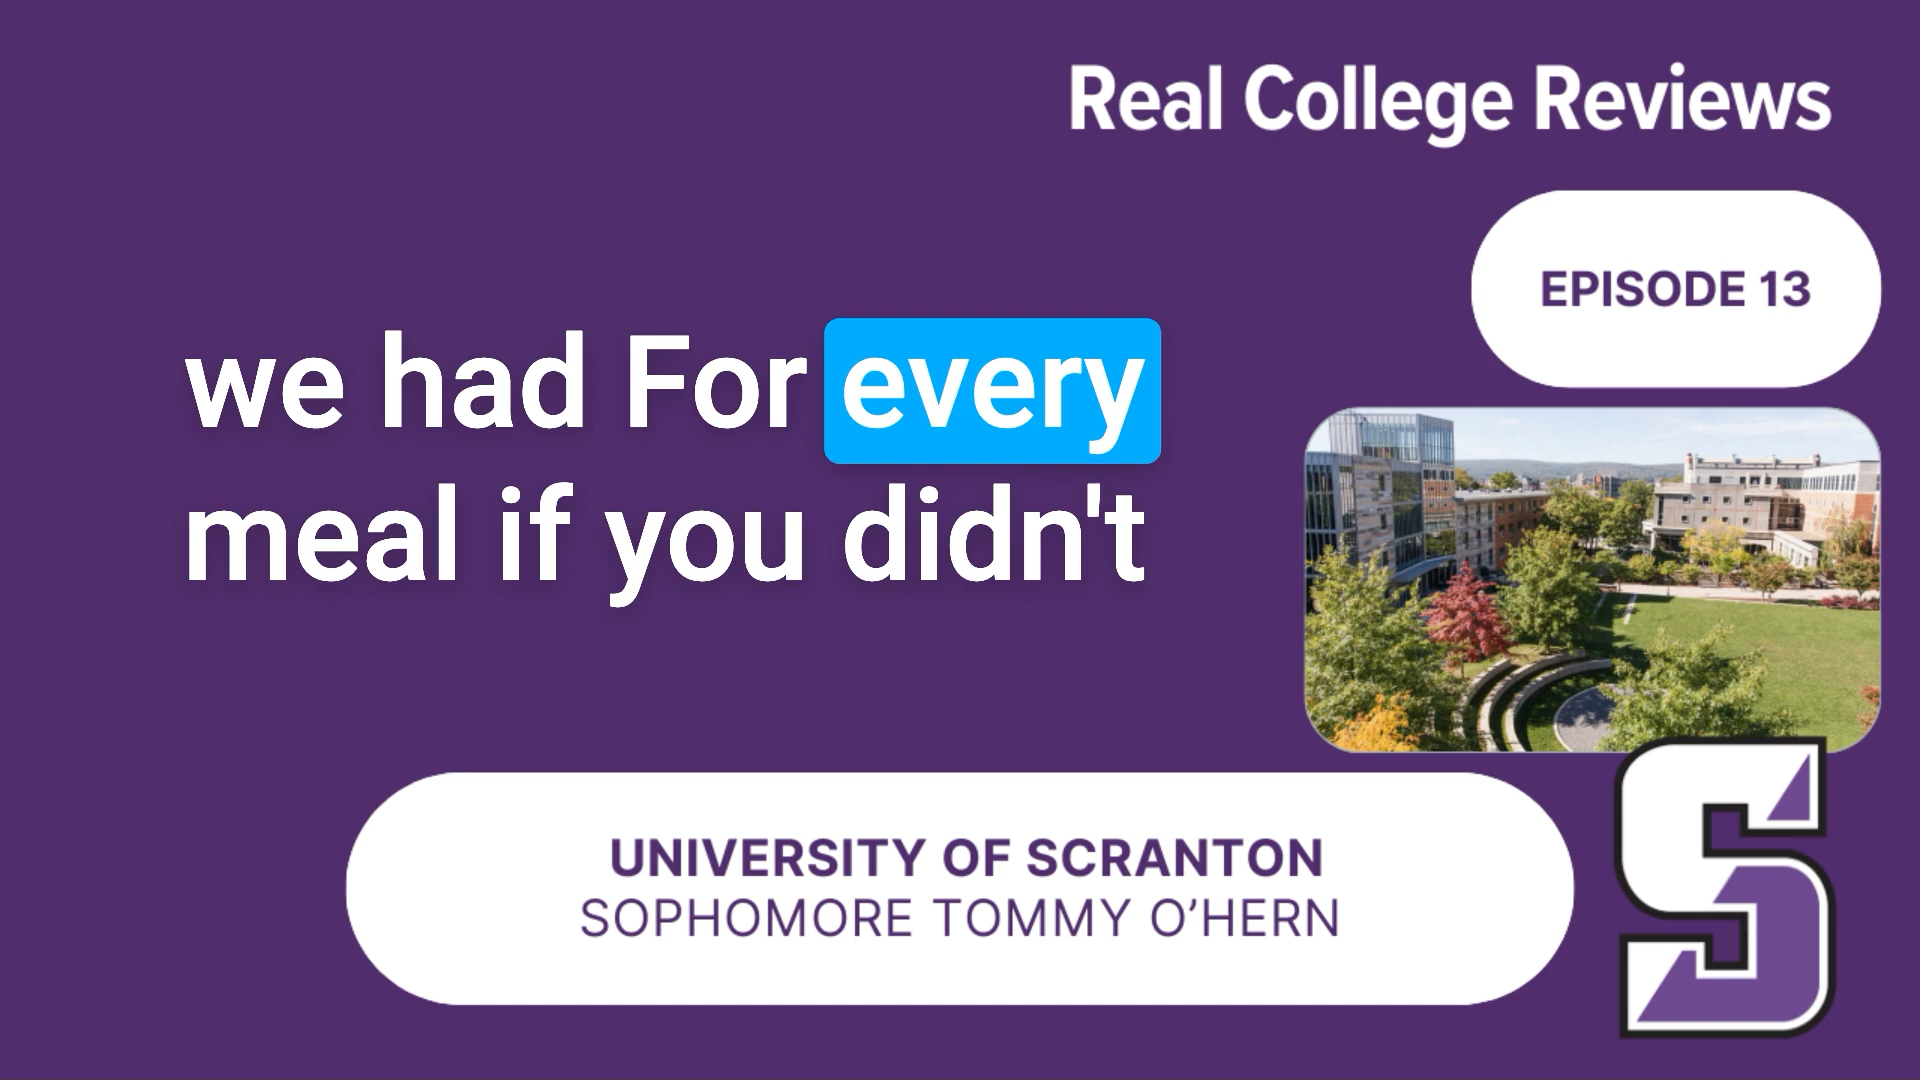 Real College Reviews
EPISODE 13
we had For every
meal if you didn't
UNIVERSITY OF SCRANTON
SOPHOMORE TOMMY O’HERN
S